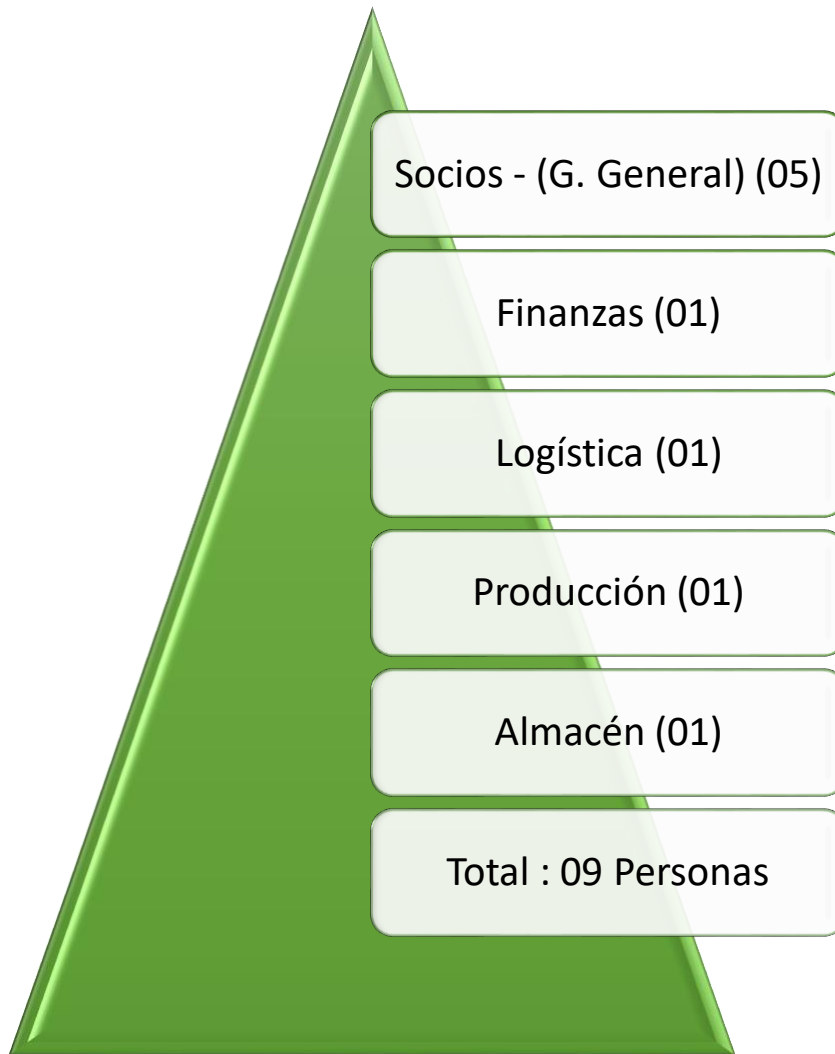 Socios - (G. General) (05)
Finanzas (01)
Logística (01)
Producción (01)
Almacén (01)
Total : 09 Personas